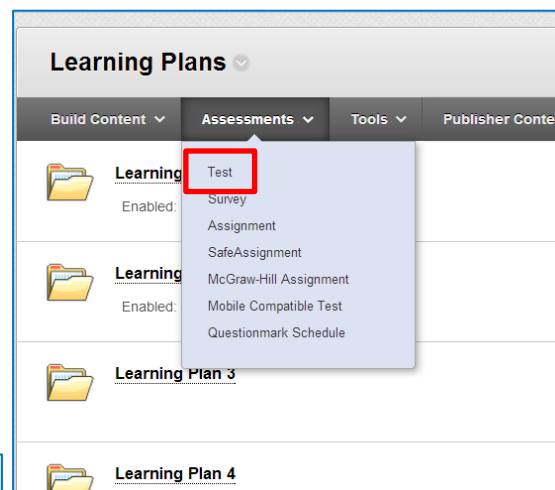 Learning Plans
Build Content Assessments Tools Publisher Conte
Learning
Enabled:
Test
Survey
Assignment
SafeAssignment
McGraw-Hill Assignment
Mobile Compatible Test
Questionmark Schedule
Learning
Enabled:
Learning Plan 3
Learning Plan 4